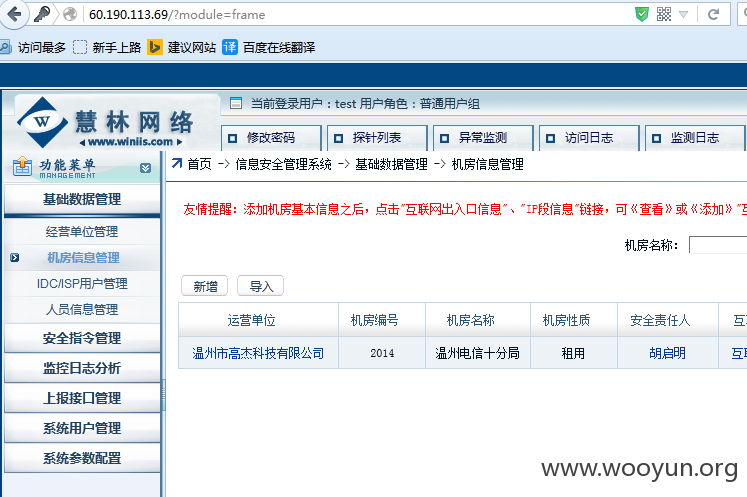 60.190.113.69/?module=frame
访问最多 新手上路 建议网站 译 百度在线翻译
W 慧林网络
www.winiis.com
当前登录用户：test 用户角色：普通用户组
修改密码 探针列表 异常监测 访问日志 监测日志
功能菜单
MANAGEMENT
首页 -> 信息安全管理系统 -> 基础数据管理 -> 机房信息管理
基础数据管理
经营单位管理
机房信息管理
IDC/ISP用户管理
人员信息管理
安全指令管理
监控日志分析
上报接口管理
系统用户管理
系统参数配置
友情提醒：添加机房基本信息之后，点击"互联网出入口信息"、"IP段信息"链接，可《查看》或《添加》"互
机房名称：
新增 导入
运营单位 机房编号 机房名称 机房性质 安全责任人 互
温州市高杰科技有限公司 2014 温州电信十分局 租用 胡启明 互联
www.wooyun.org